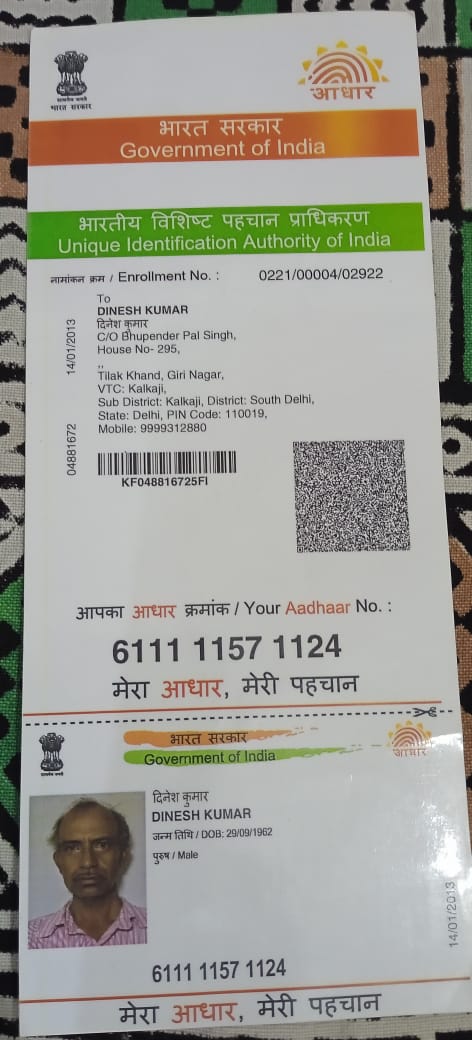 भारत सरकार
आधार
भारत सरकार
Government of India
भारतीय विशिष्ट पहचान प्राधिकरण
Unique Identification Authority of India
नामांकन क्रम / Enrollment No. : 0221/00004/02922
To
DINESH KUMAR
दिनेश कुमार
C/O Bhupender Pal Singh,
House No- 295,
,,
Tilak Khand, Giri Nagar,
VTC: Kalkaji,
Sub District: Kalkaji, District: South Delhi,
State: Delhi, PIN Code: 110019,
Mobile: 9999312880
14/01/2013
04881672
KF048816725FI
आपका आधार क्रमांक / Your Aadhaar No. :
6111 1157 1124
मेरा आधार, मेरी पहचान
भारत सरकार
Government of India
आधार
दिनेश कुमार
DINESH KUMAR
जन्म तिथि / DOB: 29/09/1962
पुरुष / Male
14/01/2013
6111 1157 1124
मेरा आधार, मेरी पहचान